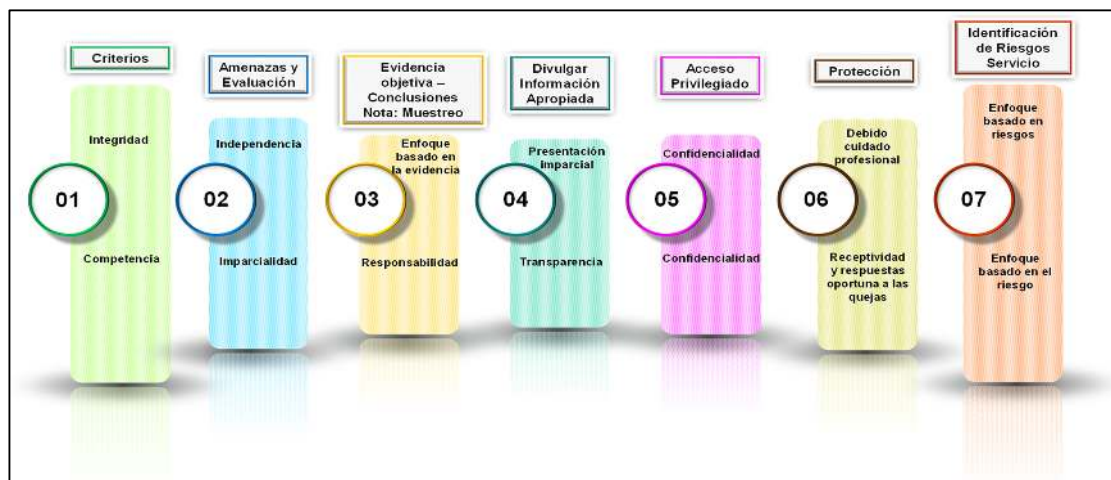 Criterios
Integridad
01
Competencia
Amenazas y
Evaluación
Independencia
02
Imparcialidad
Evidencia
objetiva –
Conclusiones
Nota: Muestreo
Enfoque
basado en
la evidencia
03
Responsabilidad
Divulgar
Información
Apropiada
Presentación
imparcial
04
Transparencia
Acceso
Privilegiado
Confidencialidad
05
Confidencialidad
Protección
Debido
cuidado
profesional
06
Receptividad
y respuestas
oportuna a las
quejas
Identificación
de Riesgos
Servicio
Enfoque
basado en
riesgos
07
Enfoque
basado en el
riesgo